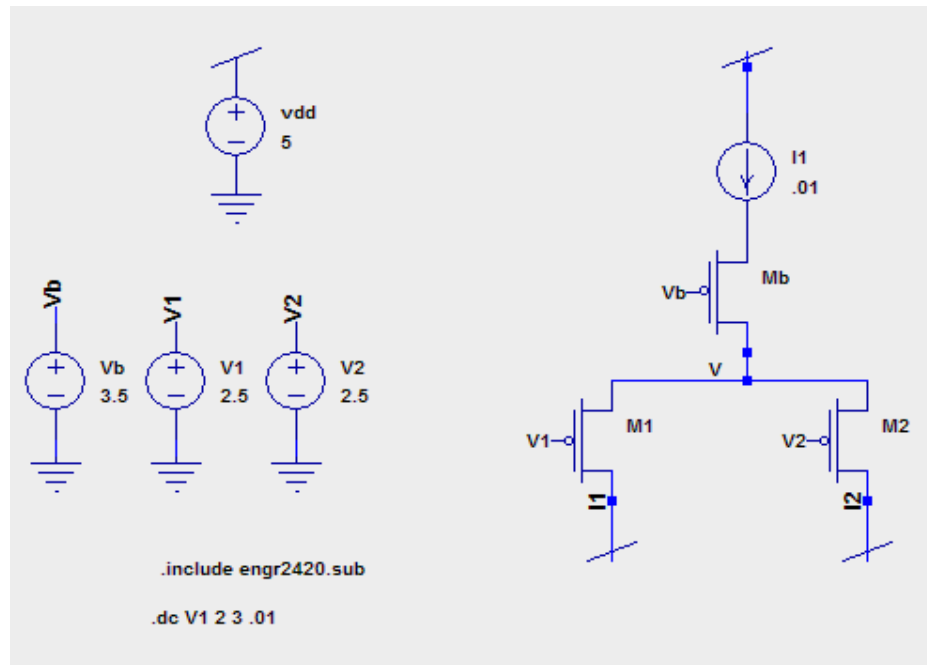 vdd
5
I1
.01
Vb
Mb
Vb
V1
V2
Vb
3.5
V1
2.5
V2
2.5
V
V1
M1
V2
M2
I1
I2
.include engr2420.sub
.dc V1 2 3 .01